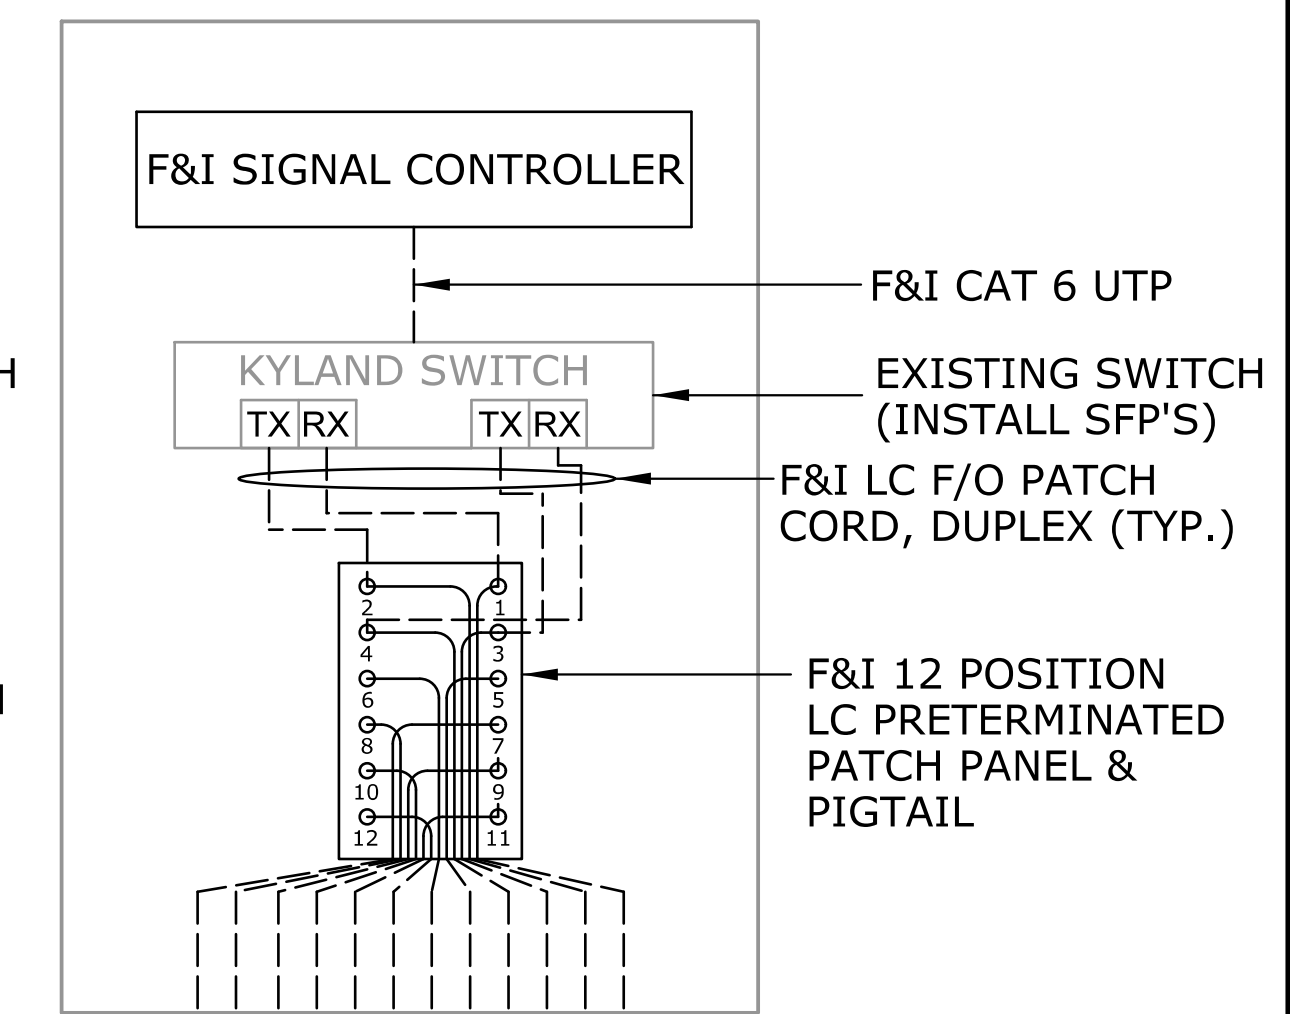 F&I SIGNAL CONTROLLER
F&I CAT 6 UTP
H
KYLAND SWITCH
EXISTING SWITCH
(INSTALL SFP'S)
TX RX TX RX
F&I LC F/O PATCH
CORD, DUPLEX (TYP.)
2 1
4 3
6 5
8 7
10 9
12 11
F&I 12 POSITION
LC PRETERMINATED
PATCH PANEL &
PIGTAIL